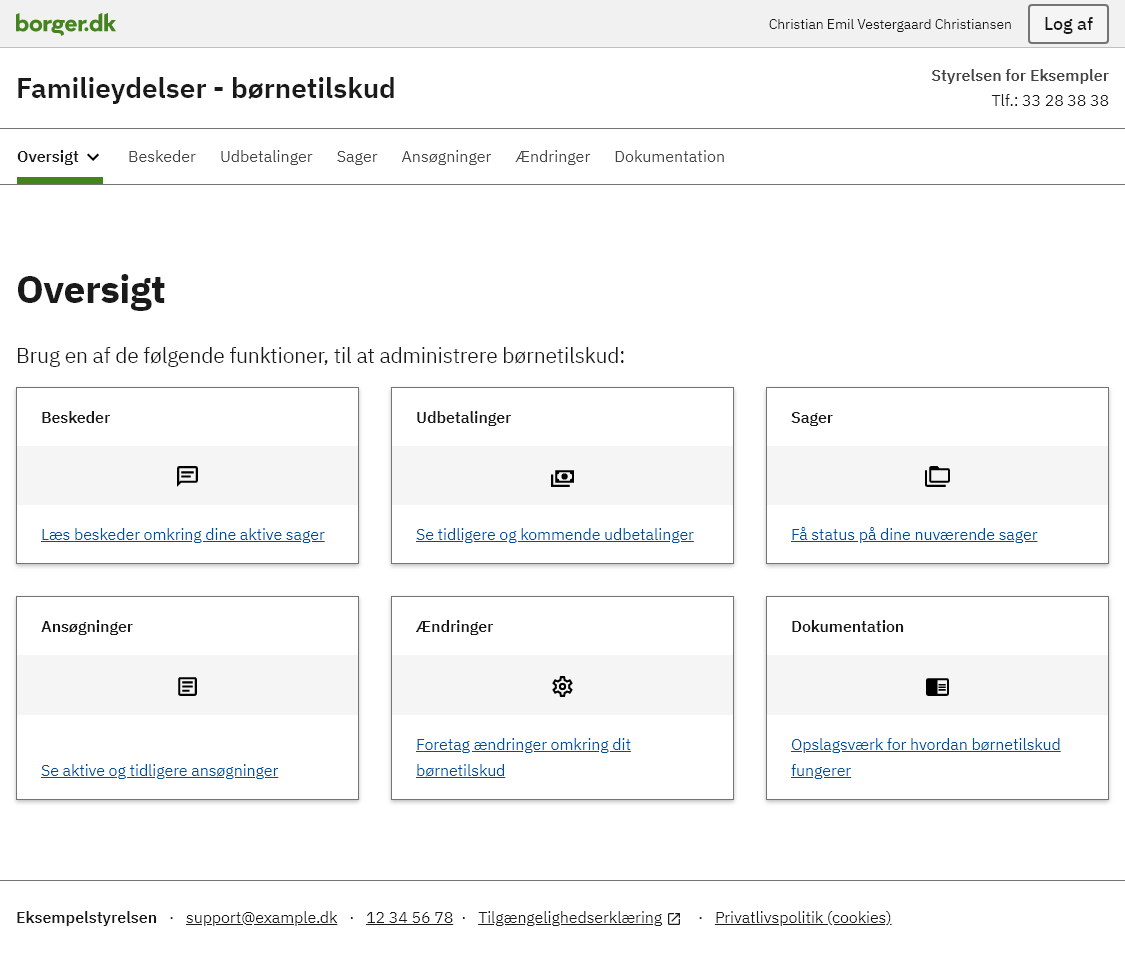 borger.dk
Christian Emil Vestergaard Christiansen
Log af
Familieydelser - børnetilskud
Styrelsen for Eksempler
Tlf.: 33 28 38 38
Oversigt Beskeder Udbetalinger Sager Ansøgninger Ændringer Dokumentation
Oversigt
Brug en af de følgende funktioner, til at administrere børnetilskud:
Beskeder
Læs beskeder omkring dine aktive sager
Udbetalinger
Se tidligere og kommende udbetalinger
Sager
Få status på dine nuværende sager
Ansøgninger
Se aktive og tidligere ansøgninger
Ændringer
Foretag ændringer omkring dit
børnetilskud
Dokumentation
Opslagsværk for hvordan børnetilskud
fungerer
Eksempelstyrelsen · support@example.dk · 12 34 56 78 · Tilgængelighedserklæring · Privatlivspolitik (cookies)